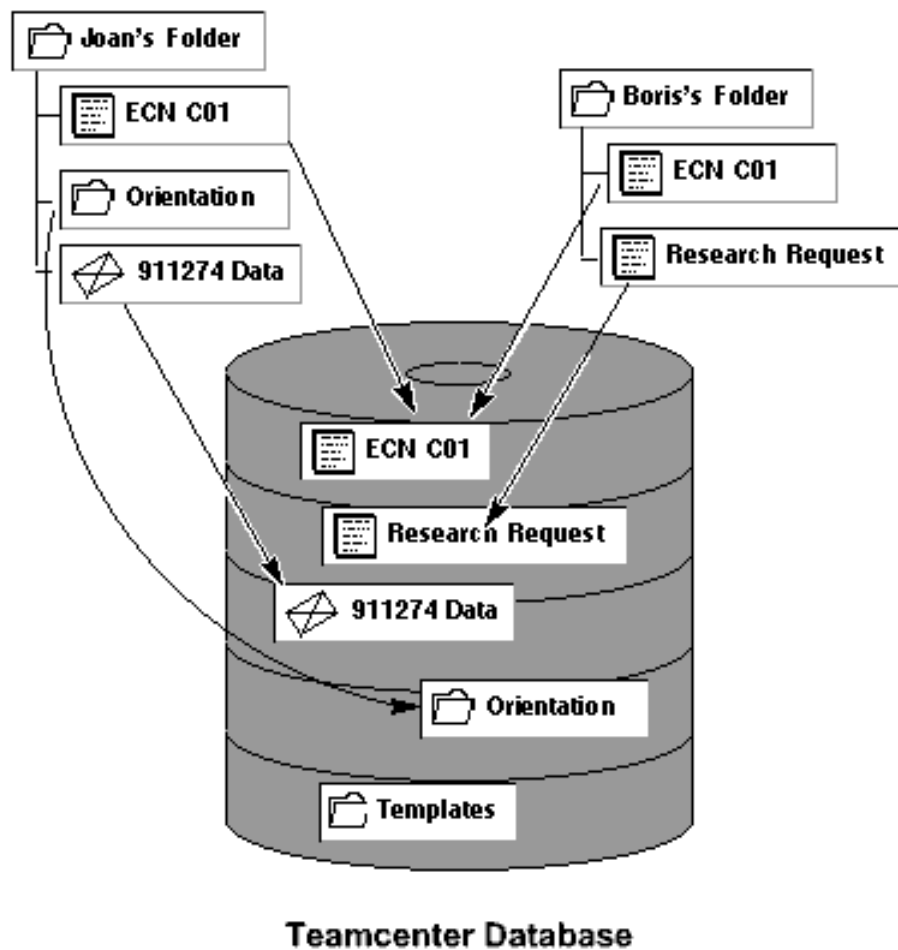 Joan's Folder
ECN C01
Orientation
911274 Data
Boris's Folder
ECN C01
Research Request
ECN C01
Research Request
911274 Data
Orientation
Templates
Teamcenter Database